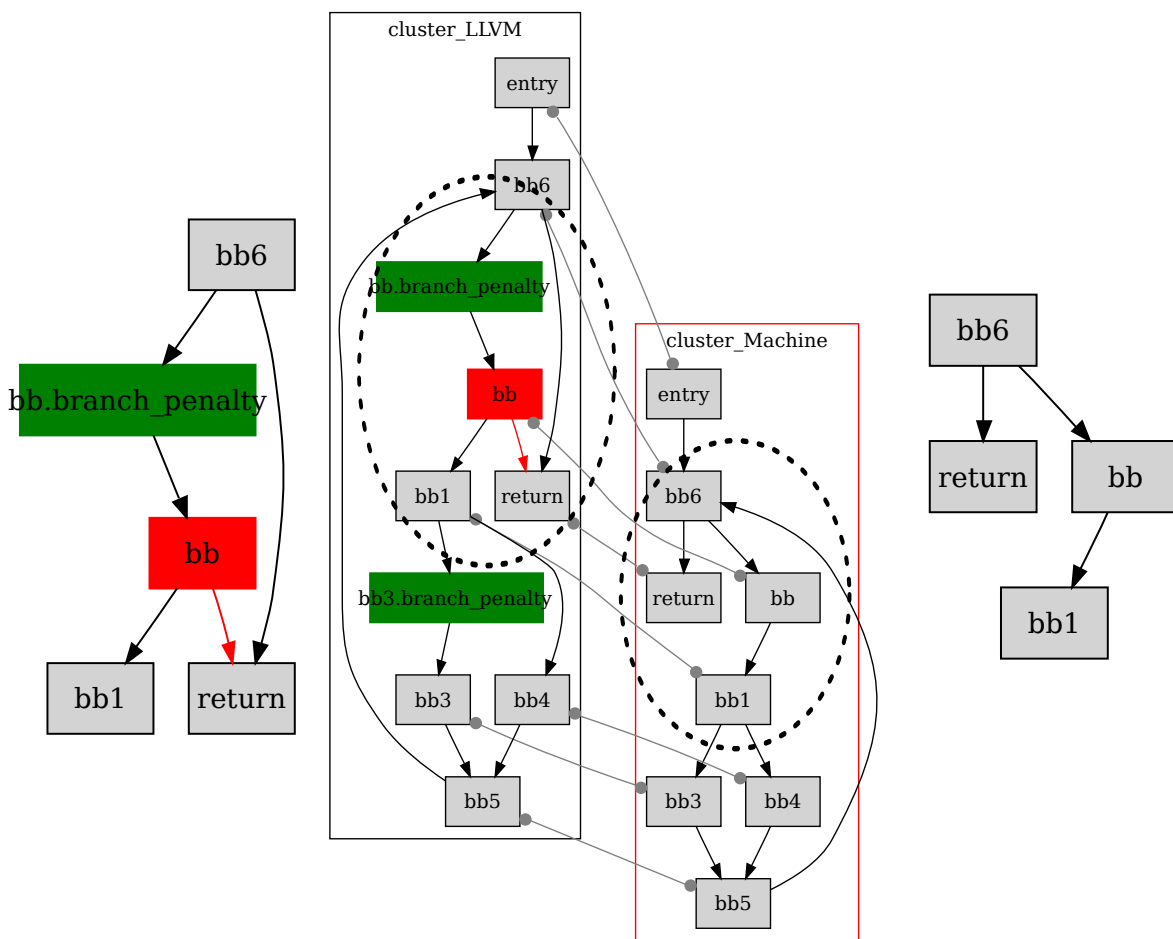 bb6
bb.branch_penalty
bb
bb1
return
cluster_LLVM
entry
bb6
bb.branch_penalty
bb
bb1
return
bb3.branch_penalty
bb3
bb4
bb5
cluster_Machine
entry
bb6
return
bb
bb1
bb3
bb4
bb5
bb6
return
bb
bb1